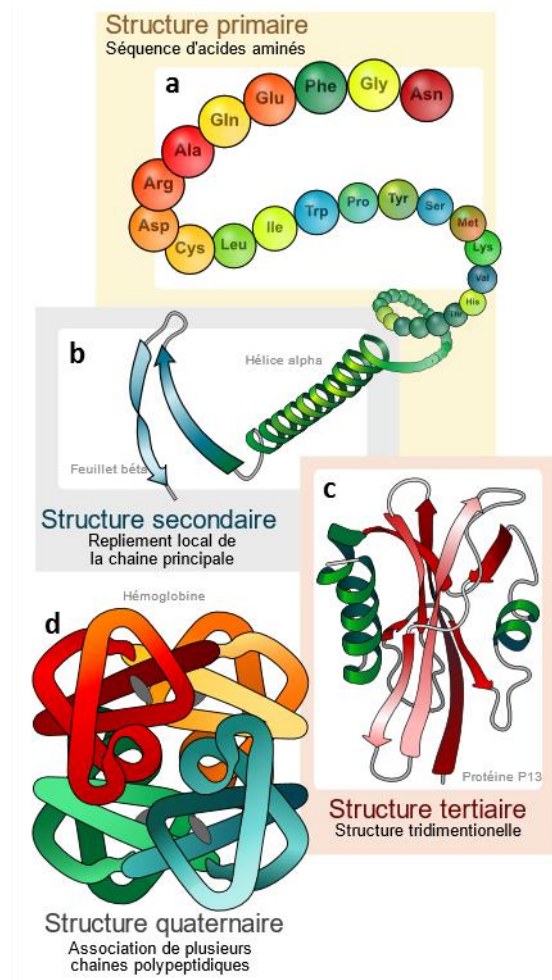 Structure primaire
Séquence d'acides aminés
a
Asn
Gly
Phe
Glu
Gln
Ala
Arg
Asp
Cys
Leu
Ile
Trp
Pro
Tyr
Ser
Met
Lys
Val
His
Thr
b
Hélice alpha
Feuillet béta
Structure secondaire
Repliement local de
la chaine principale
c
Protéine P13
Structure tertiaire
Structure tridimentionelle
d
Hémoglobine
Structure quaternaire
Association de plusieurs
chaines polypeptidiques